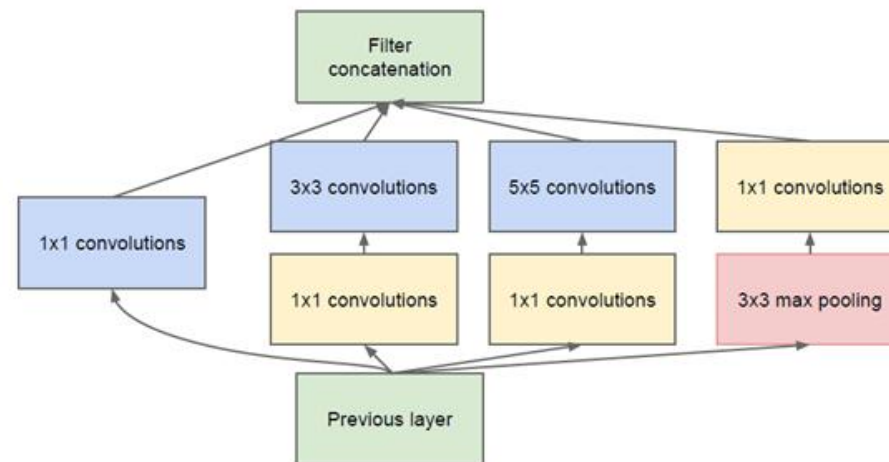 Filter
concatenation
3x3 convolutions
5x5 convolutions
1x1 convolutions
1x1 convolutions
1x1 convolutions
1x1 convolutions
3x3 max pooling
Previous layer